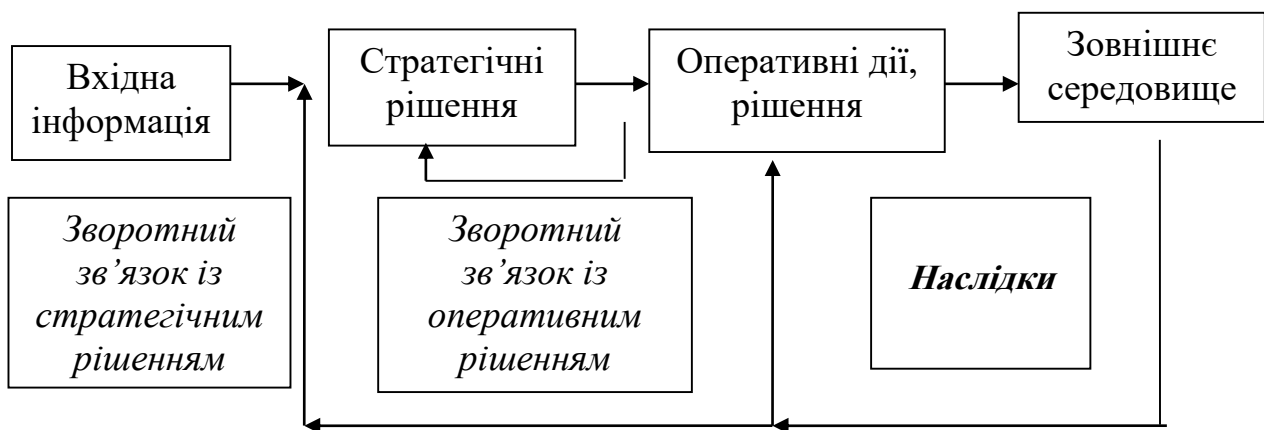 Вхідна
інформація
Стратегічні
рішення
Оперативні дії,
рішення
Зовнішнє
середовище
Зворотний
зв’язок із
стратегічним
рішенням
Зворотний
зв’язок із
оперативним
рішенням
Наслідки